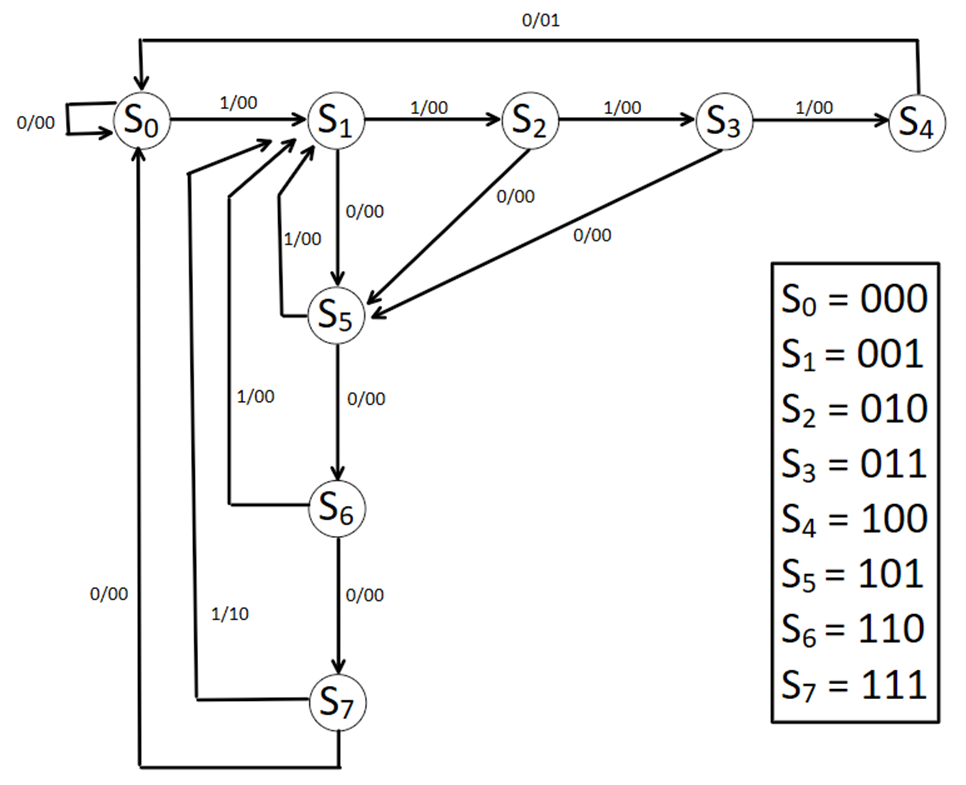 0/01
0/00
S0
1/00
S1
1/00
S2
1/00
S3
1/00
S4
0/00
0/00
0/00
1/00
S5
1/00
0/00
S6
0/00
1/10
0/00
S7
S0 = 000
S1 = 001
S2 = 010
S3 = 011
S4 = 100
S5 = 101
S6 = 110
S7 = 111